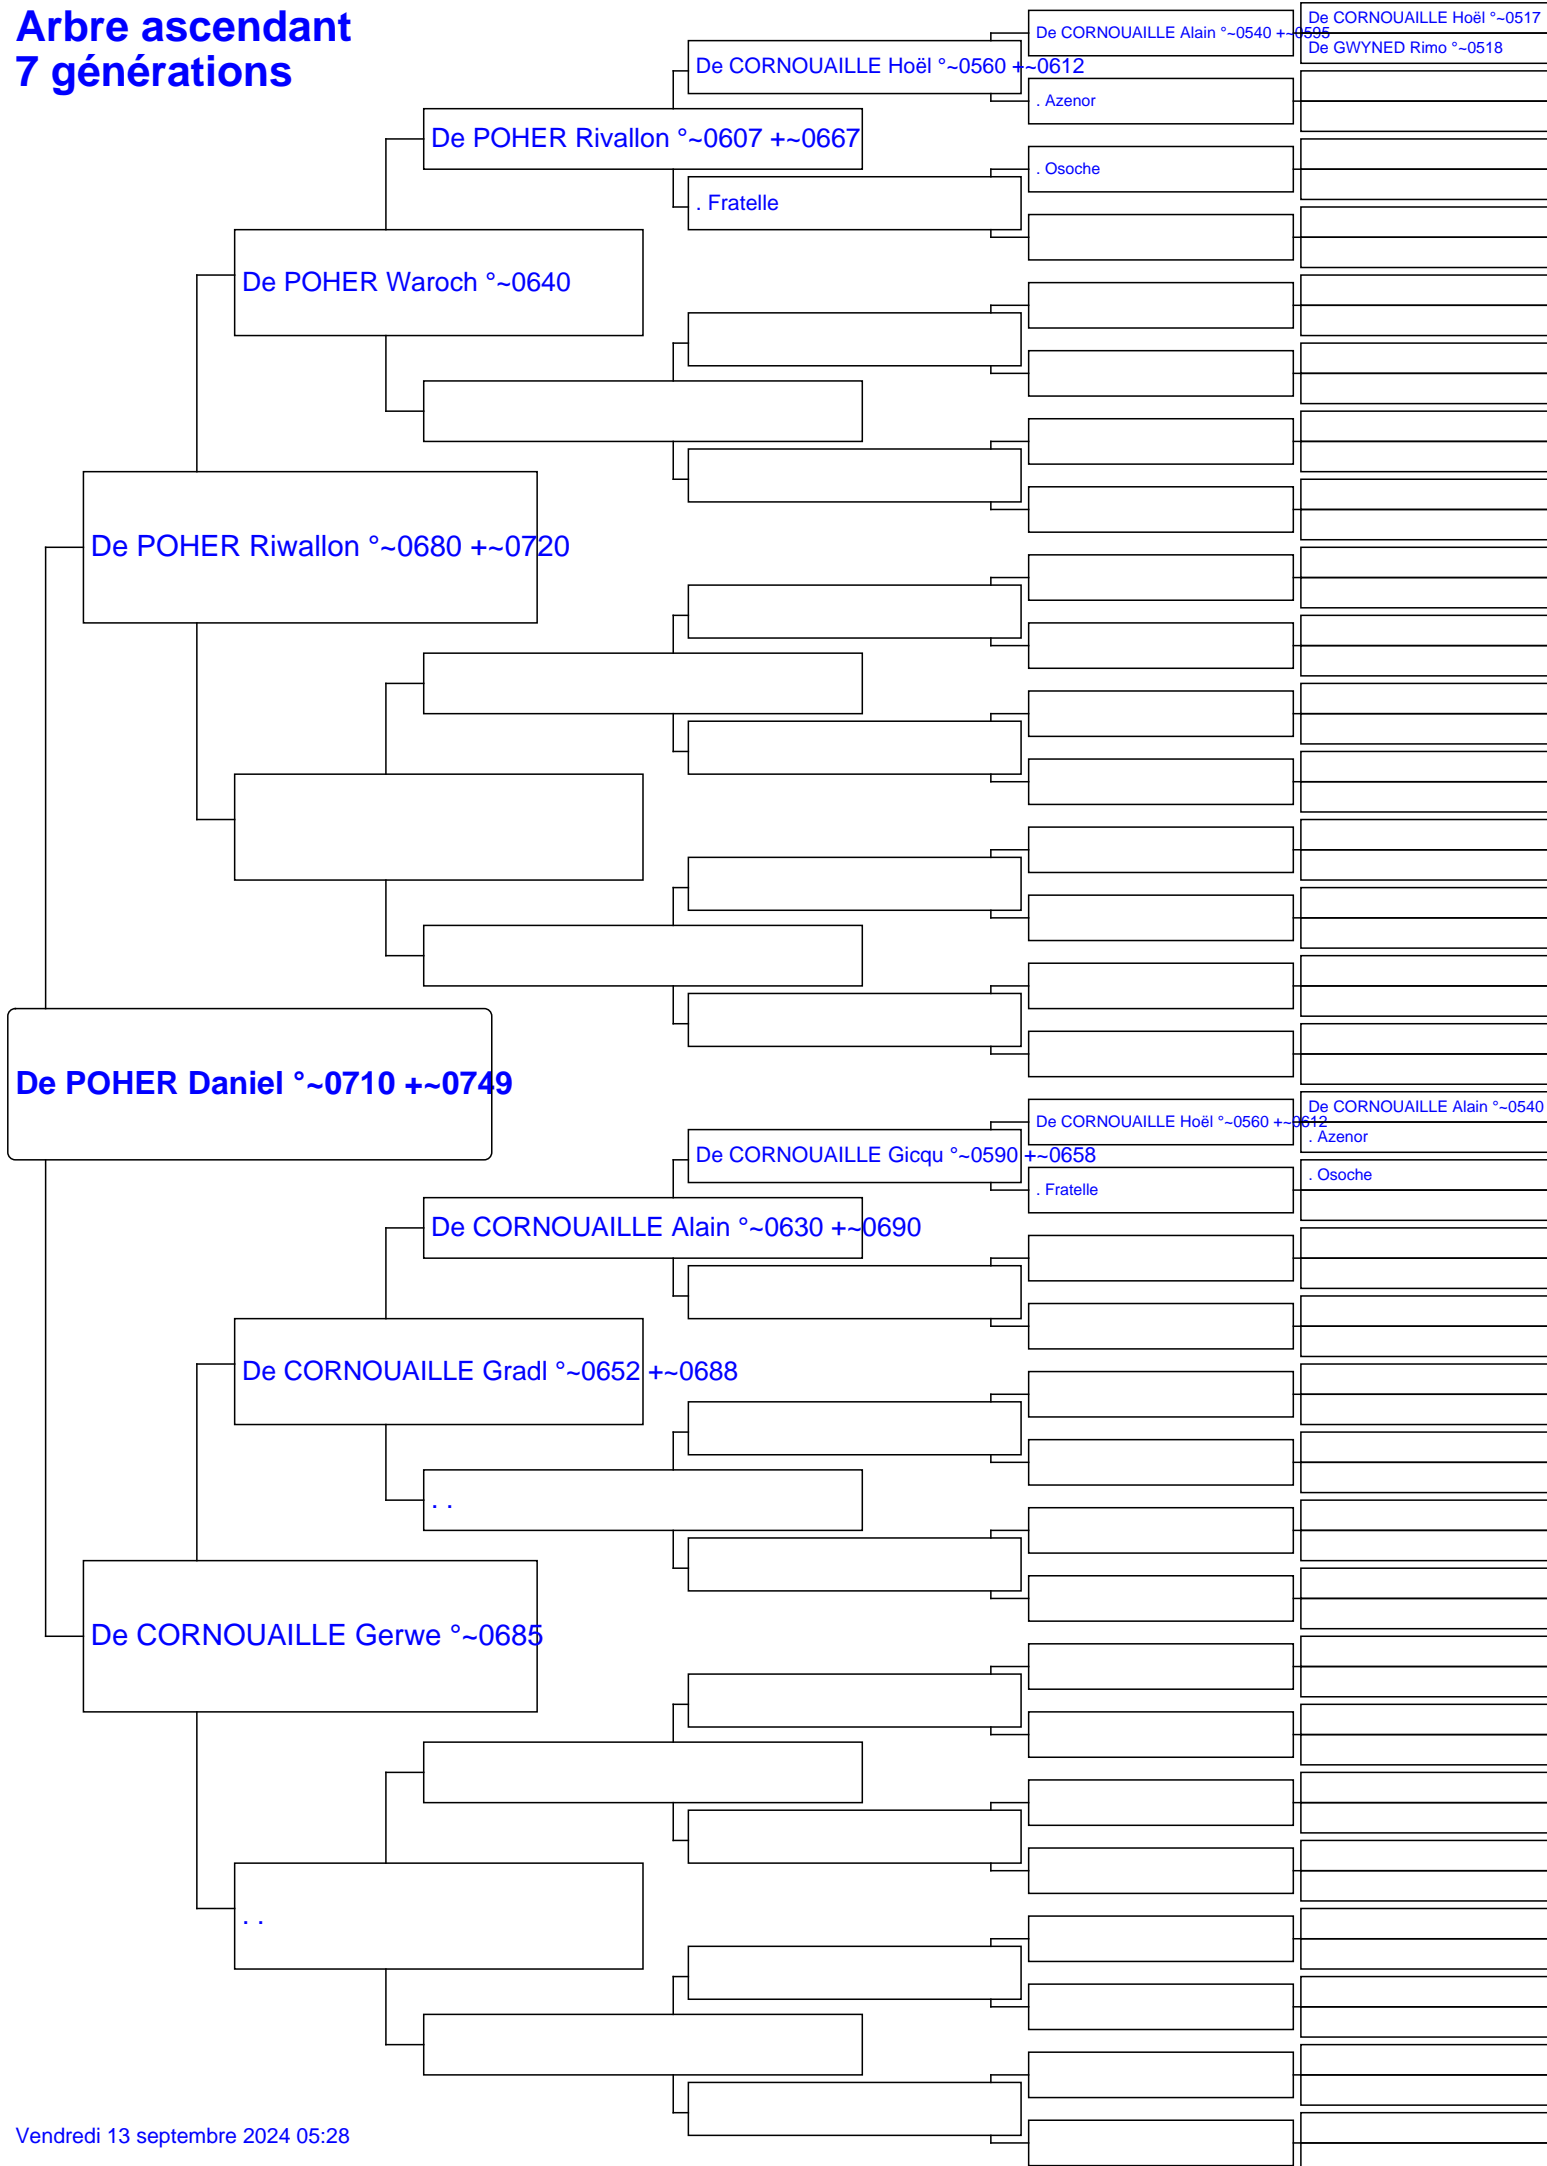 Arbre ascendant
7 générations
De CORNOUAILLE Hoël °~0517
De CORNOUAILLE Alain °~0540 +~0595
De GWYNED Rimo °~0518
De CORNOUAILLE Hoël °~0560 +~0612
. Azenor
De POHER Rivallon °~0607 +~0667
. Osoche
. Fratelle
De POHER Waroch °~0640
De POHER Riwallon °~0680 +~0720
De POHER Daniel °~0710 +~0749
De CORNOUAILLE Alain °~0540
De CORNOUAILLE Hoël °~0560 +~0612
. Azenor
De CORNOUAILLE Gicqu °~0590 +~0658
. Osoche
. Fratelle
De CORNOUAILLE Alain °~0630 +~0690
De CORNOUAILLE Gradl °~0652 +~0688
. .
De CORNOUAILLE Gerwe °~0685
. .
Vendredi 13 septembre 2024 05:28